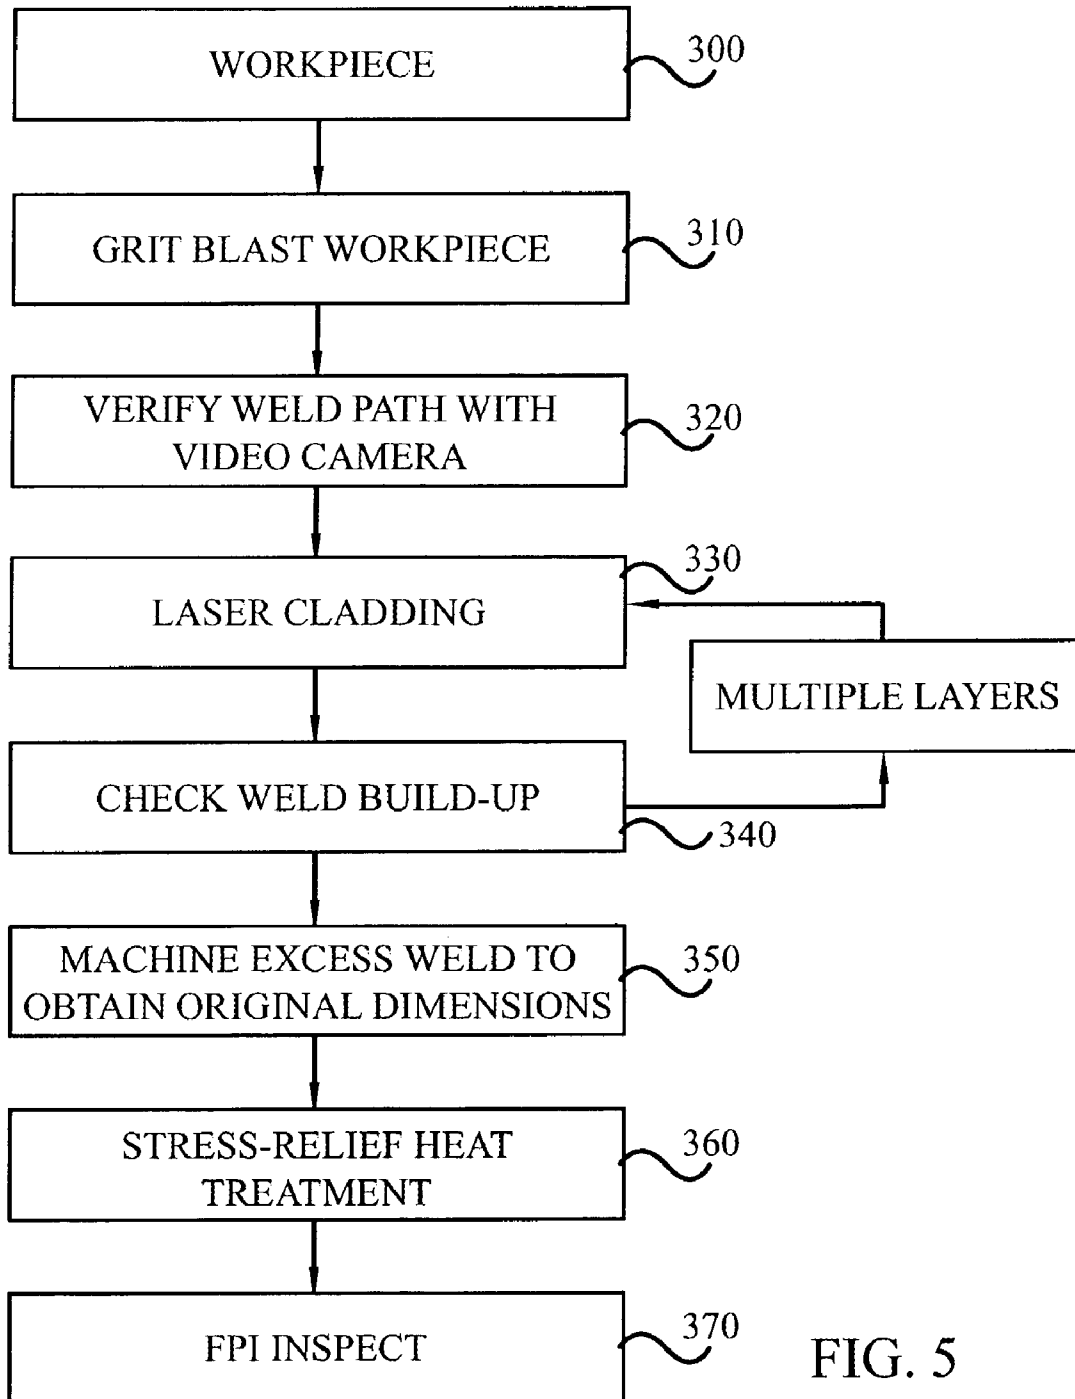 WORKPIECE
300
GRIT BLAST WORKPIECE
310
VERIFY WELD PATH WITH
VIDEO CAMERA
320
LASER CLADDING
330
MULTIPLE LAYERS
CHECK WELD BUILD-UP
340
MACHINE EXCESS WELD TO
OBTAIN ORIGINAL DIMENSIONS
350
STRESS-RELIEF HEAT
TREATMENT
360
FPI INSPECT
370
FIG. 5